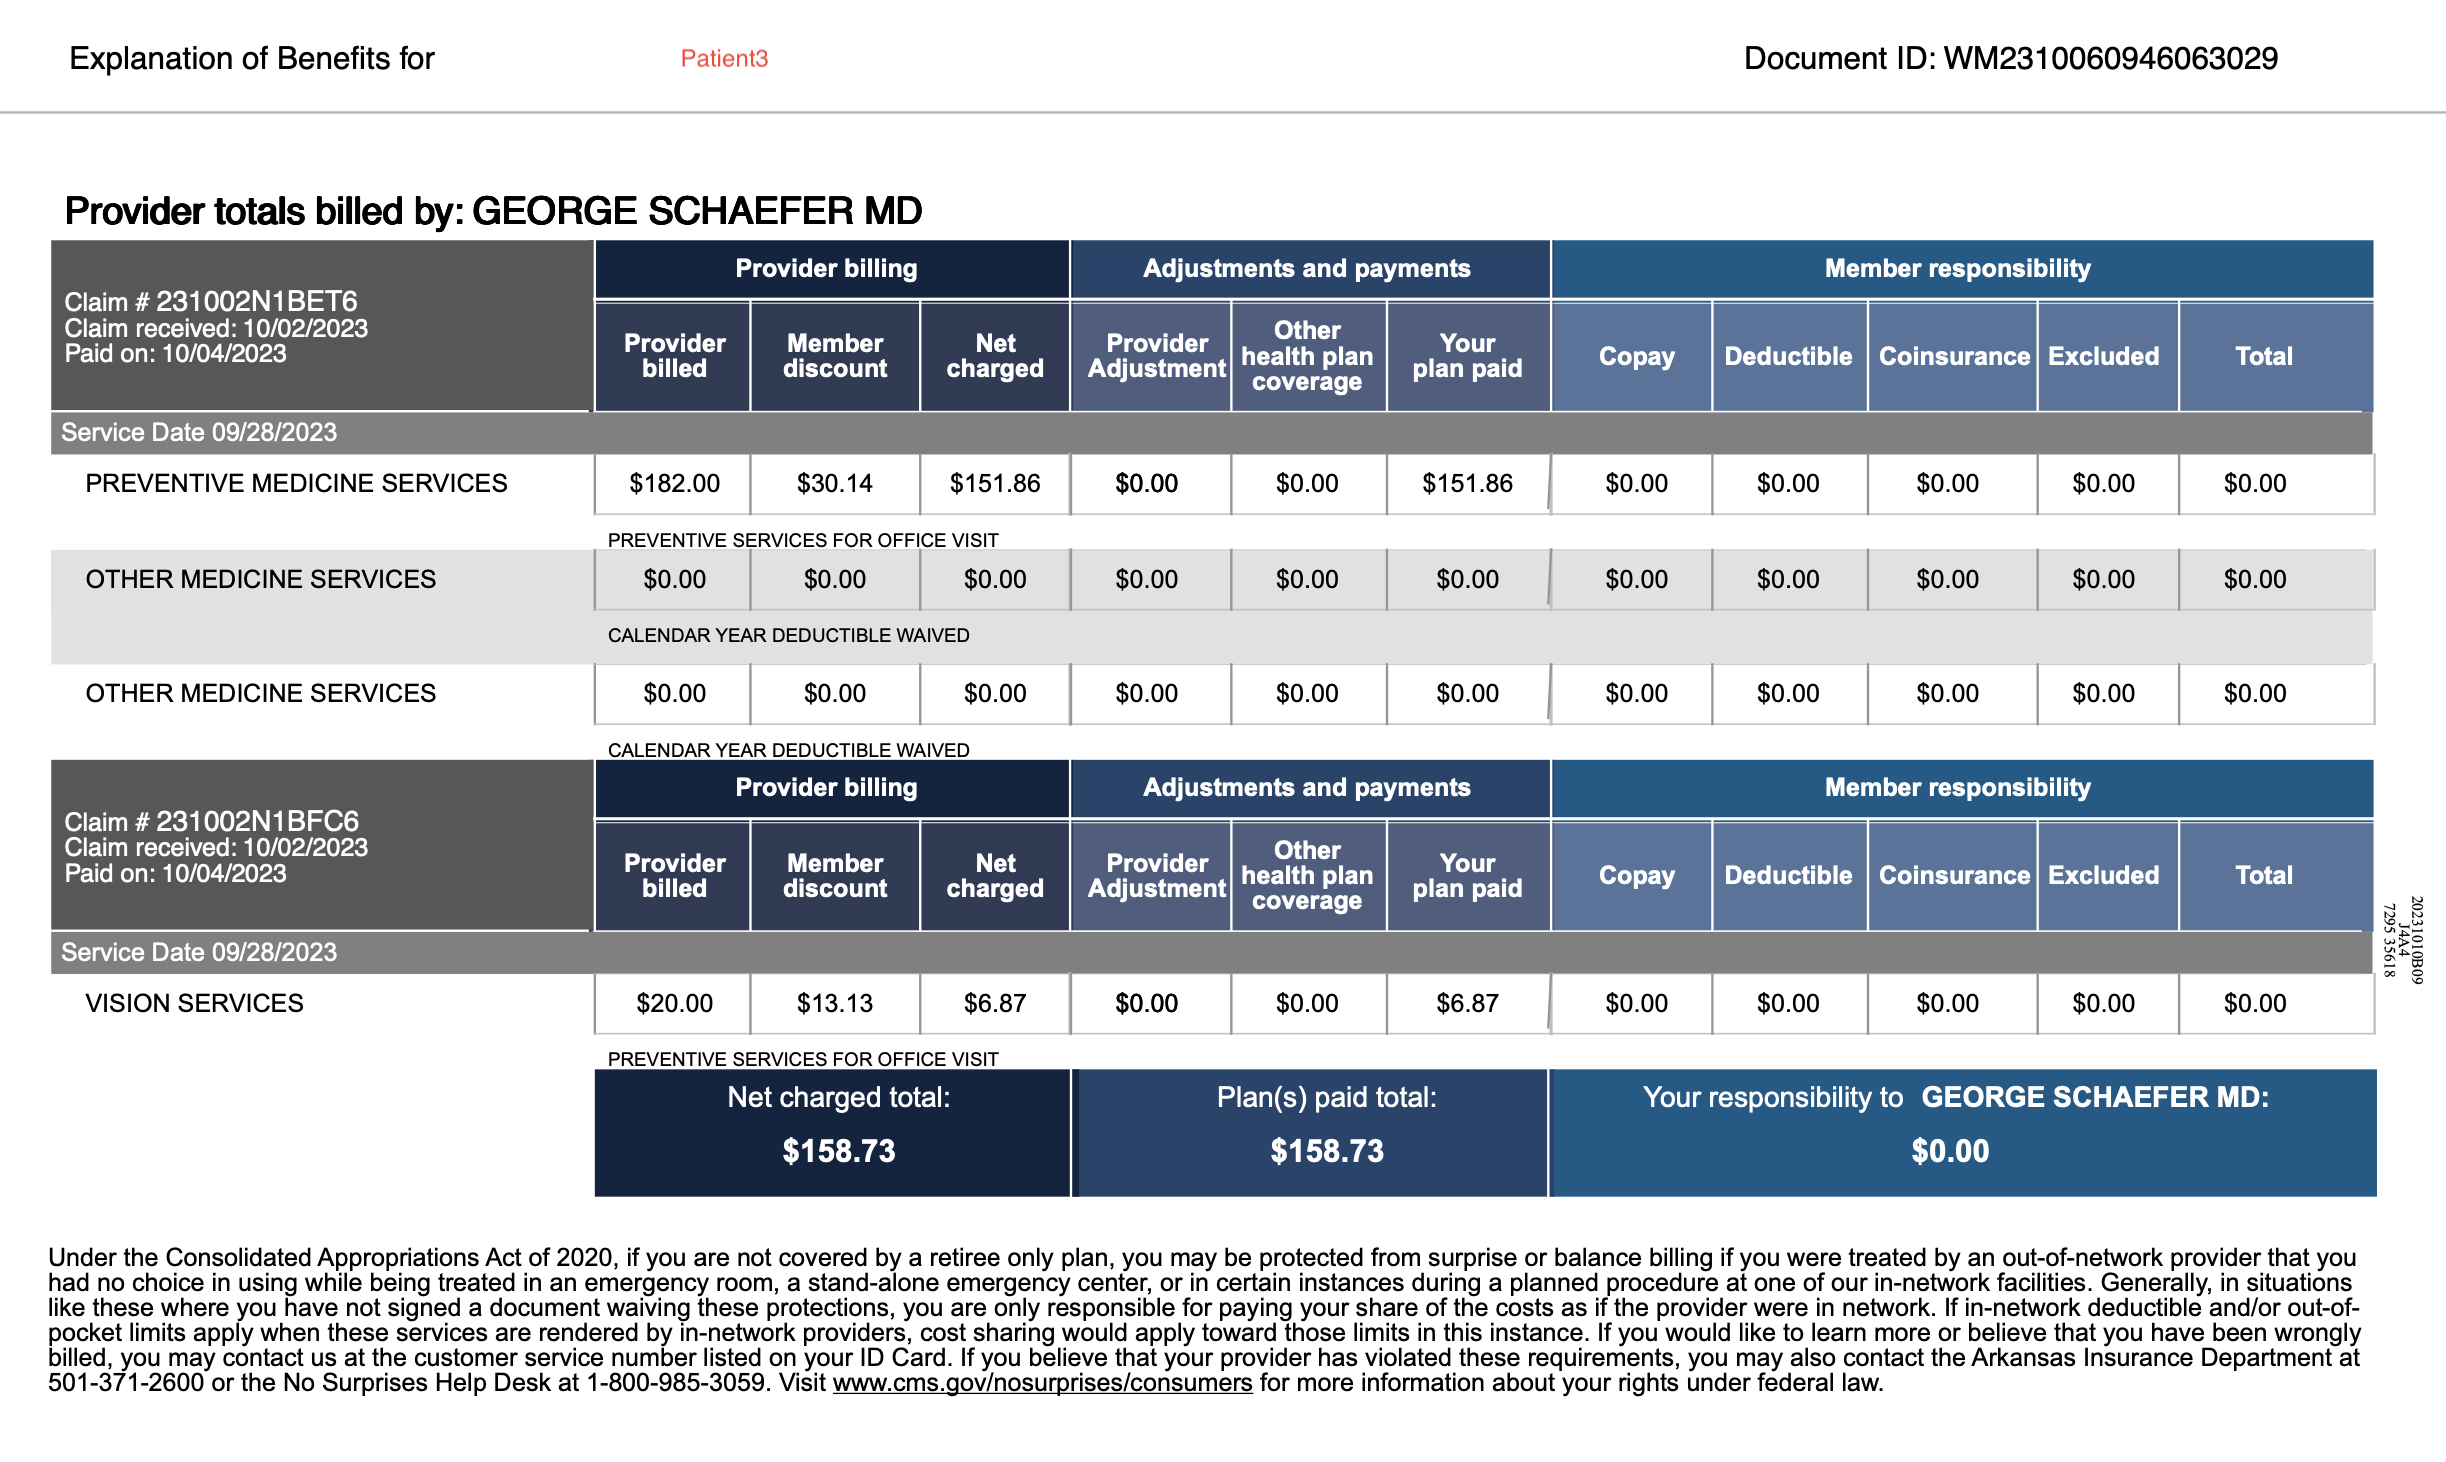 Explanation of Benefits for Patient3 Document ID: WM2310060946063029
Provider totals billed by: GEORGE SCHAEFER MD
Claim # 231002N1BET6
Claim received: 10/02/2023
Paid on: 10/04/2023
Provider billing Adjustments and payments Member responsibility
Provider billed Member discount Net charged Provider Adjustment Other health plan coverage Your plan paid Copay Deductible Coinsurance Excluded Total
Service Date 09/28/2023
PREVENTIVE MEDICINE SERVICES $182.00 $30.14 $151.86 $0.00 $0.00 $151.86 $0.00 $0.00 $0.00 $0.00 $0.00
PREVENTIVE SERVICES FOR OFFICE VISIT
OTHER MEDICINE SERVICES $0.00 $0.00 $0.00 $0.00 $0.00 $0.00 $0.00 $0.00 $0.00 $0.00 $0.00
CALENDAR YEAR DEDUCTIBLE WAIVED
OTHER MEDICINE SERVICES $0.00 $0.00 $0.00 $0.00 $0.00 $0.00 $0.00 $0.00 $0.00 $0.00 $0.00
CALENDAR YEAR DEDUCTIBLE WAIVED
Claim # 231002N1BFC6
Claim received: 10/02/2023
Paid on: 10/04/2023
Provider billing Adjustments and payments Member responsibility
Provider billed Member discount Net charged Provider Adjustment Other health plan coverage Your plan paid Copay Deductible Coinsurance Excluded Total
Service Date 09/28/2023
VISION SERVICES $20.00 $13.13 $6.87 $0.00 $0.00 $6.87 $0.00 $0.00 $0.00 $0.00 $0.00
PREVENTIVE SERVICES FOR OFFICE VISIT
Net charged total: Plan(s) paid total: Your responsibility to GEORGE SCHAEFER MD:
$158.73 $158.73 $0.00
20231010B09
J4A4
7295 35618
Under the Consolidated Appropriations Act of 2020, if you are not covered by a retiree only plan, you may be protected from surprise or balance billing if you were treated by an out-of-network provider that you
had no choice in using while being treated in an emergency room, a stand-alone emergency center, or in certain instances during a planned procedure at one of our in-network facilities. Generally, in situations
like these where you have not signed a document waiving these protections, you are only responsible for paying your share of the costs as if the provider were in network. If in-network deductible and/or out-of-
pocket limits apply when these services are rendered by in-network providers, cost sharing would apply toward those limits in this instance. If you would like to learn more or believe that you have been wrongly
billed, you may contact us at the customer service number listed on your ID Card. If you believe that your provider has violated these requirements, you may also contact the Arkansas Insurance Department at
501-371-2600 or the No Surprises Help Desk at 1-800-985-3059. Visit www.cms.gov/nosurprises/consumers for more information about your rights under federal law.